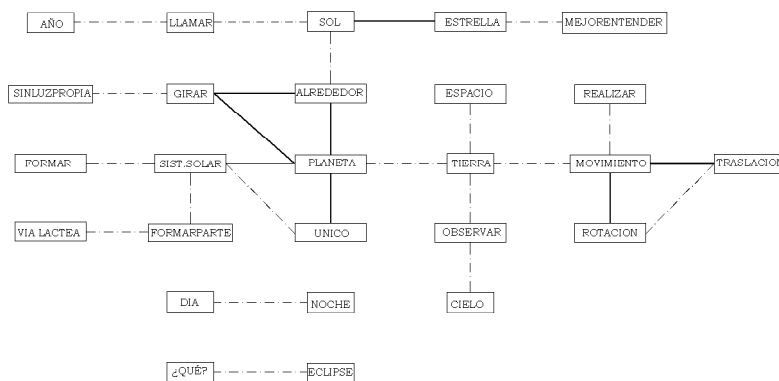 AÑO
LLAMAR
SOL
ESTRELLA
MEJORENTENDER
SINLUZPROPIA
GIRAR
ALREDEDOR
ESPACIO
REALIZAR
FORMAR
SIST.SOLAR
PLANETA
TIERRA
MOVIMIENTO
TRASLACION
VIA LACTEA
FORMARPARTE
UNICO
OBSERVAR
ROTACION
DIA
NOCHE
CIELO
¿QUÉ?
ECLIPSE